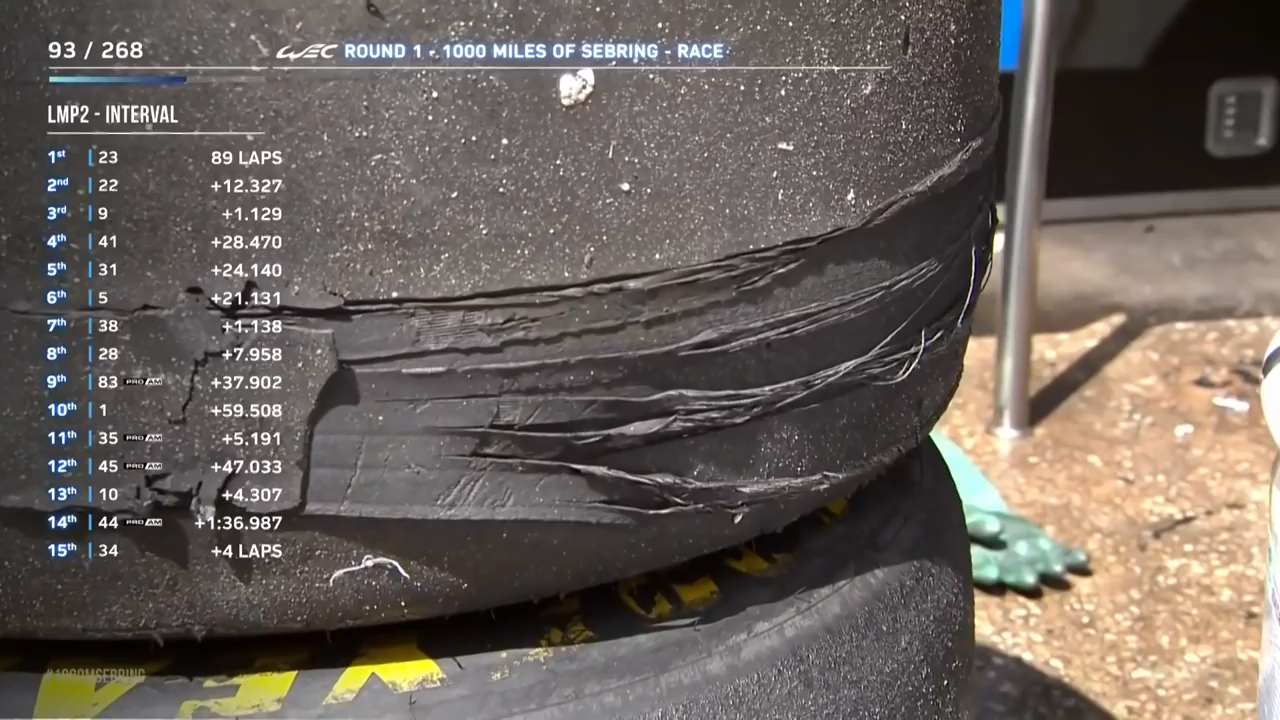 93 / 268
WEC ROUND 1 - 1000 MILES OF SEBRING - RACE
LMP2 - INTERVAL
1st 23 89 LAPS
2nd 22 +12.327
3rd 9 +1.129
4th 41 +28.470
5th 31 +24.140
6th 5 +21.131
7th 38 +1.138
8th 28 +7.958
9th 83 PRO/AM +37.902
10th 1 +59.508
11th 35 PRO/AM +5.191
12th 45 PRO/AM +47.033
13th 10 +4.307
14th 44 PRO/AM +1:36.987
15th 34 +4 LAPS
#1000MSEBRING